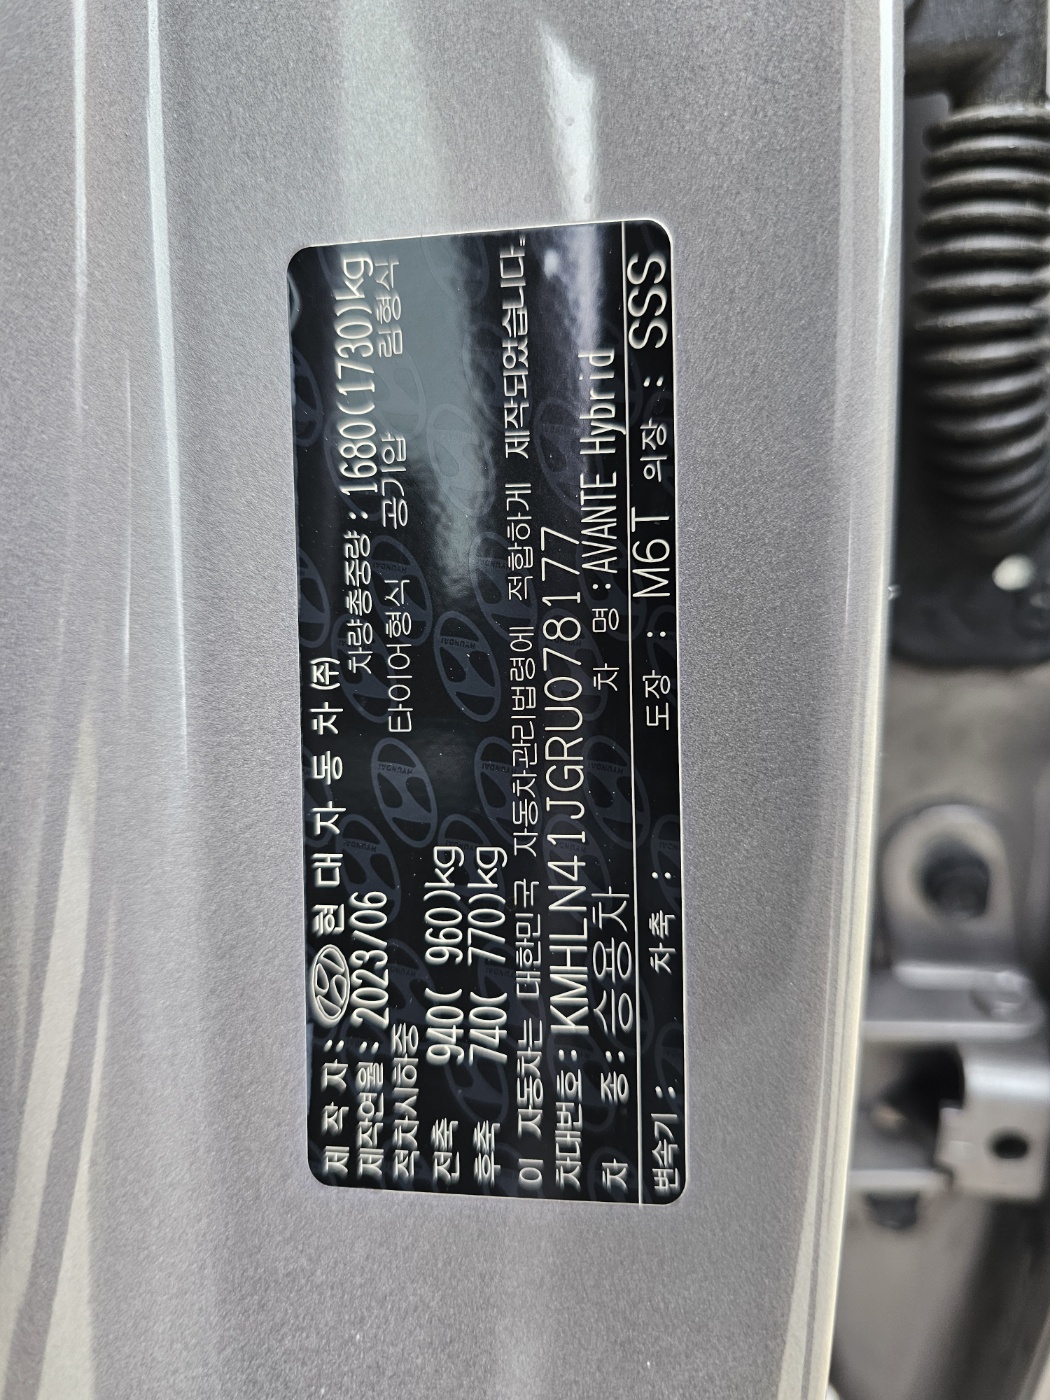 제 작 자 : 현 대 자 동 차 (주)
제작연월 : 2023/06 차량총중량 : 1680(1730)kg
적차시하중 타이어형식 공기압 림형식
전축 940( 960)kg
후축 740( 770)kg
이 자동차는 대한민국 자동차관리법령에 적합하게 제작되었습니다.
차대번호 : KMHLN41JGRU078177
차 종 : 승용차 차 명 : AVANTE Hybrid
변속기 : 차축 : 도장 : M6T 의장 : SSS